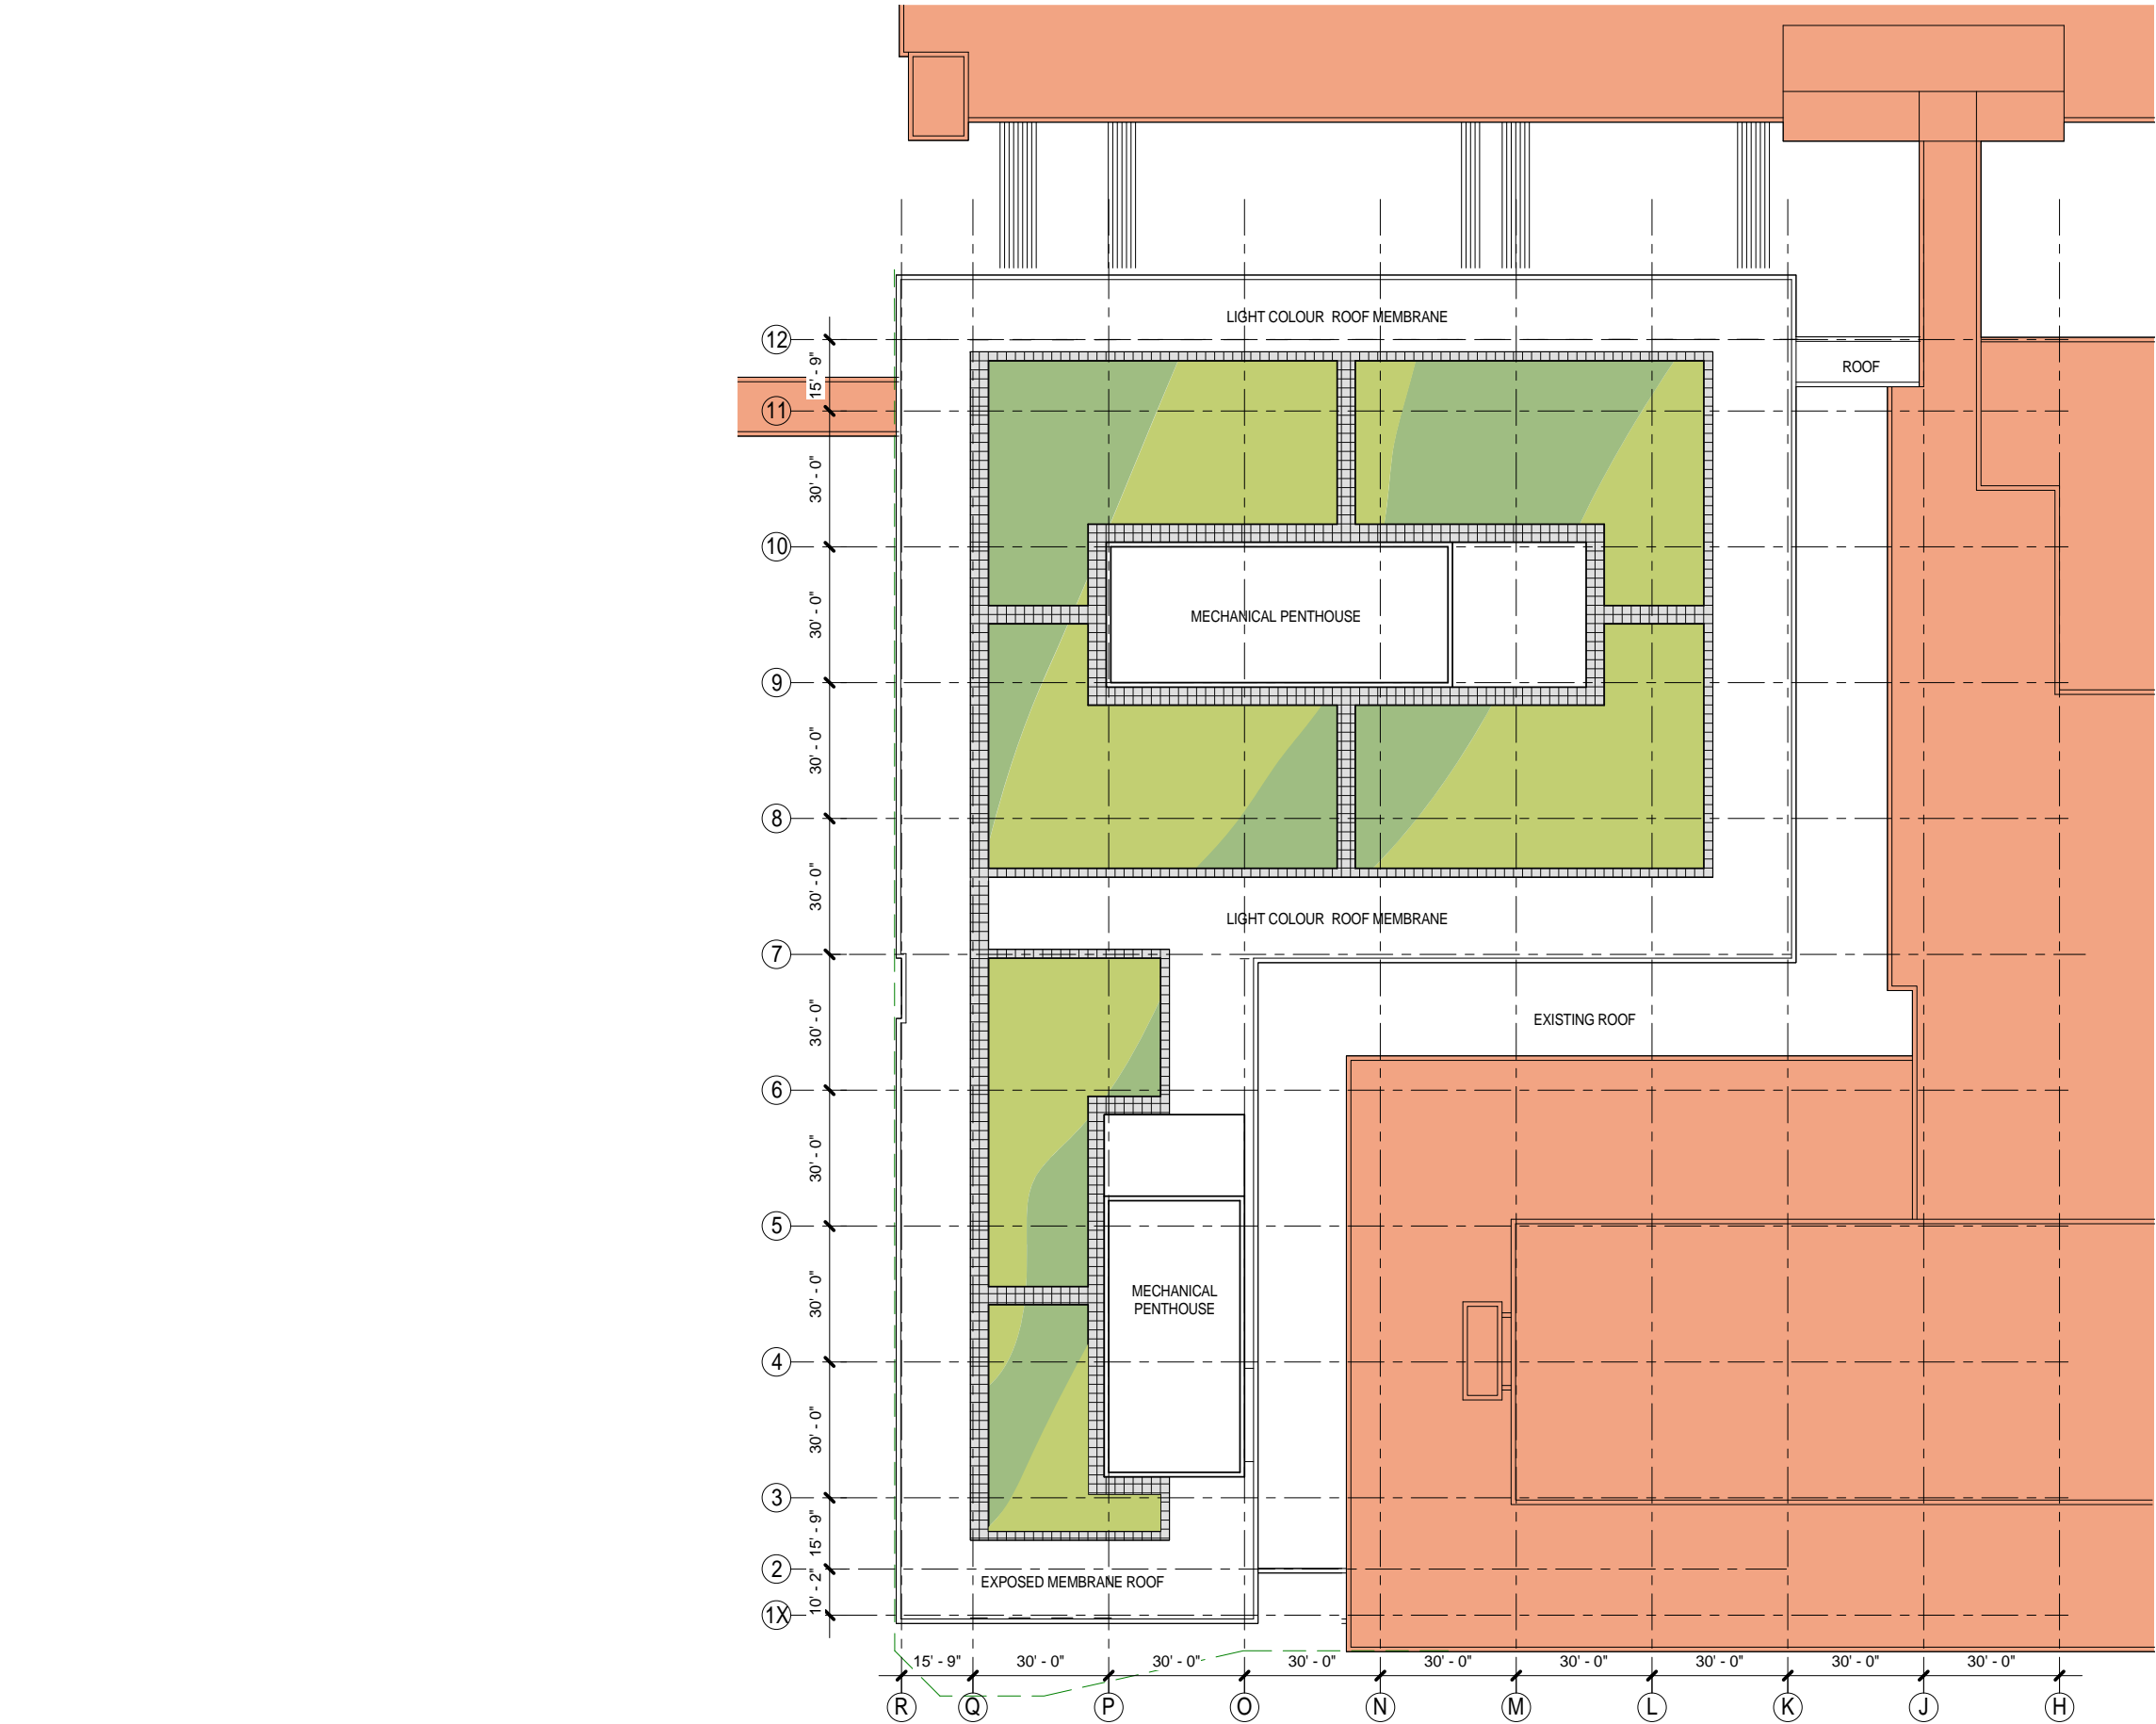 LIGHT COLOUR ROOF MEMBRANE
12
15' - 9"
ROOF
11
30' - 0"
10
30' - 0"
MECHANICAL PENTHOUSE
9
30' - 0"
8
30' - 0"
LIGHT COLOUR ROOF MEMBRANE
7
30' - 0"
EXISTING ROOF
6
30' - 0"
5
30' - 0"
MECHANICAL
PENTHOUSE
4
30' - 0"
3
15' - 9"
2
10' - 2"
EXPOSED MEMBRANE ROOF
1X
15' - 9" 30' - 0" 30' - 0" 30' - 0" 30' - 0" 30' - 0" 30' - 0" 30' - 0" 30' - 0"
R Q P O N M L K J H